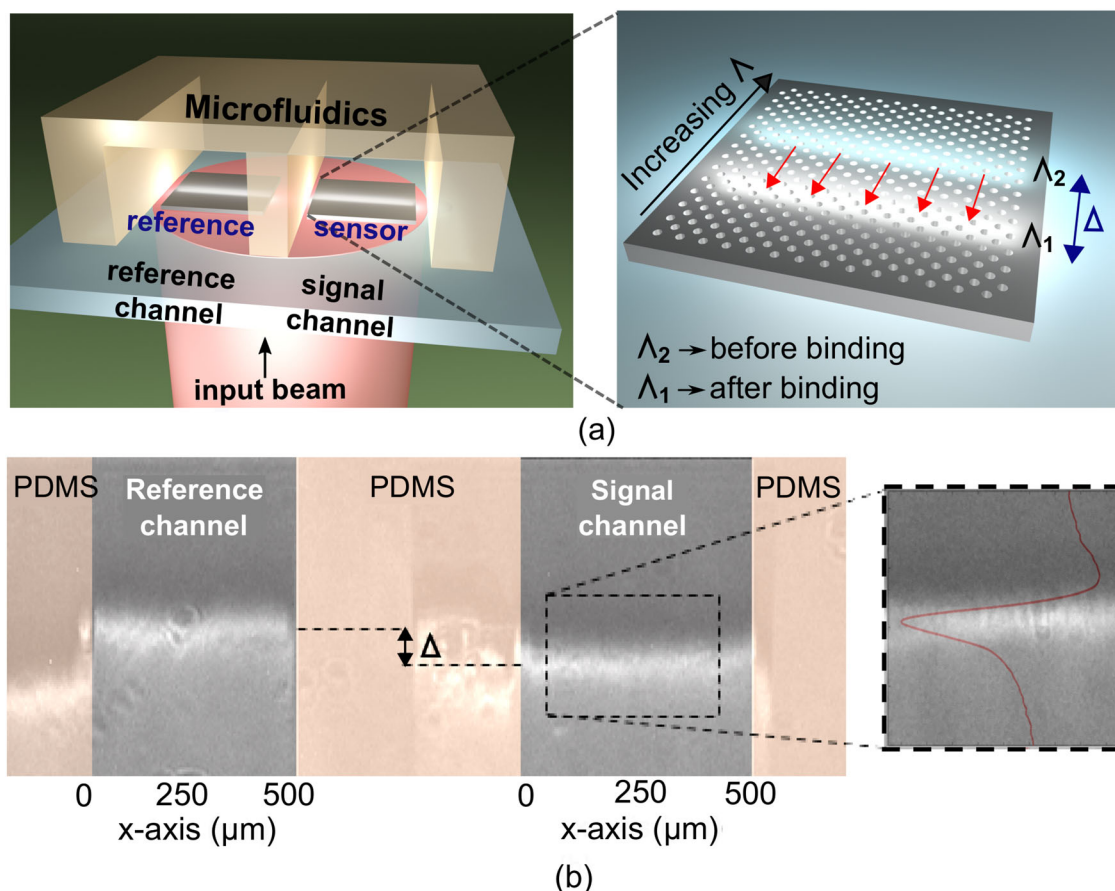 Microfluidics
reference
sensor
reference
channel
signal
channel
input beam
Increasing Λ
Λ₂
Δ
Λ₁
Λ₂ → before binding
Λ₁ → after binding
(a)
PDMS
Reference
channel
PDMS
Signal
channel
PDMS
Δ
0 250 500
x-axis (μm)
0 250 500
x-axis (μm)
(b)